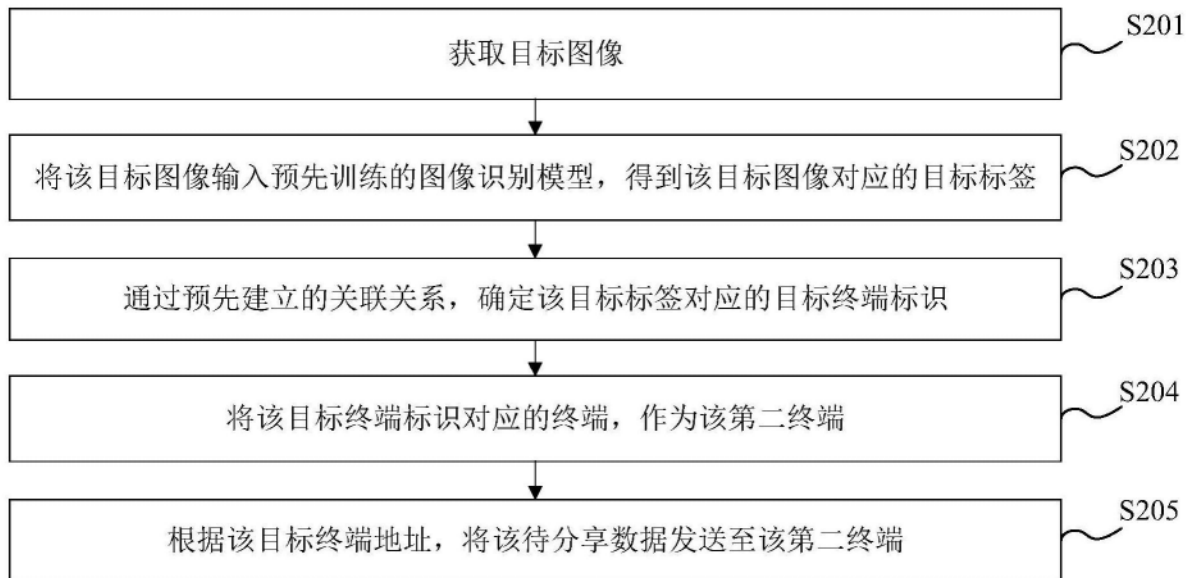 获取目标图像
S201
将该目标图像输入预先训练的图像识别模型，得到该目标图像对应的目标标签
S202
通过预先建立的关联关系，确定该目标标签对应的目标终端标识
S203
将该目标终端标识对应的终端，作为该第二终端
S204
根据该目标终端地址，将该待分享数据发送至该第二终端
S205